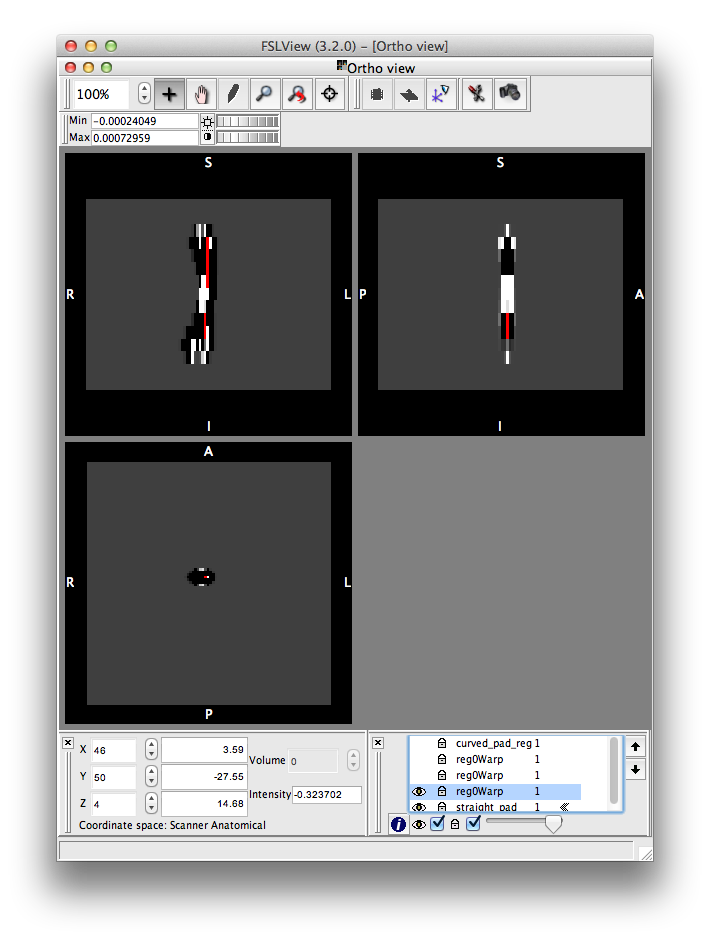 FSLView (3.2.0) – [Ortho view]
Ortho view
100%
Min −0.00024049
Max 0.00072959
S S
R L P A
I I
A
R L
P
X 46 3.59 Volume 0
Y 50 -27.55
Z 4 14.68 Intensity -0.323702
Coordinate space: Scanner Anatomical
curved_pad_reg 1
reg0Warp 1
reg0Warp 1
reg0Warp 1
straight_pad 1